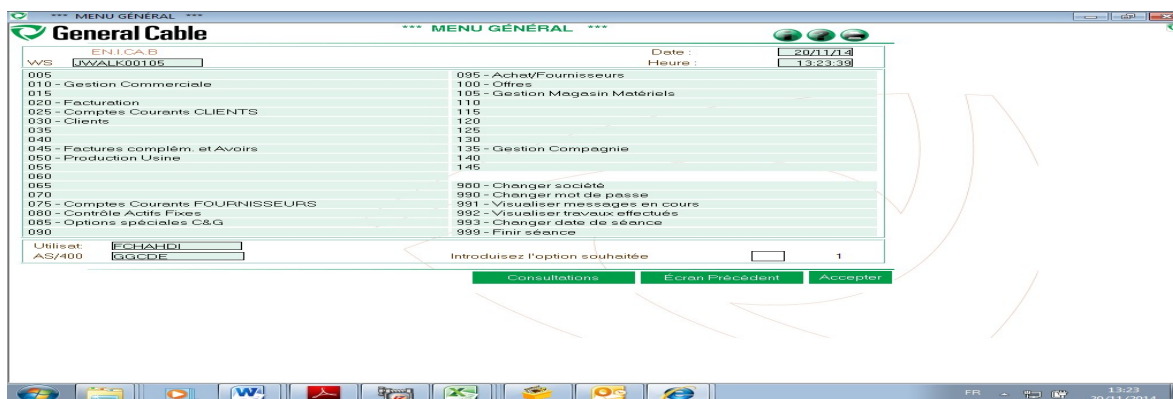 *** MENU GÉNÉRAL ***
General Cable
*** MENU GÉNÉRAL ***
EN.I.CA.B
Date : 20/11/14
WS JWALK00105
Heure : 13:23:39
005
095 - Achat/Fournisseurs
010 - Gestion Commerciale
100 - Offres
015
105 - Gestion Magasin Matériels
020 - Facturation
110
025 - Comptes Courants CLIENTS
115
030 - Clients
120
035
125
040
130
045 - Factures complém. et Avoirs
135 - Gestion Compagnie
050 - Production Usine
140
055
145
060
065
980 - Changer société
070
990 - Changer mot de passe
075 - Comptes Courants FOURNISSEURS
991 - Visualiser messages en cours
080 - Contrôle Actifs Fixes
992 - Visualiser travaux effectués
085 - Options spéciales C&G
993 - Changer date de séance
090
999 - Finir séance
Utilisat: FCHAHDI
AS/400 GGCDE
Introduisez l'option souhaitée 1
Consultations Écran Précédent Accepter
FR 13:23
20/11/2014